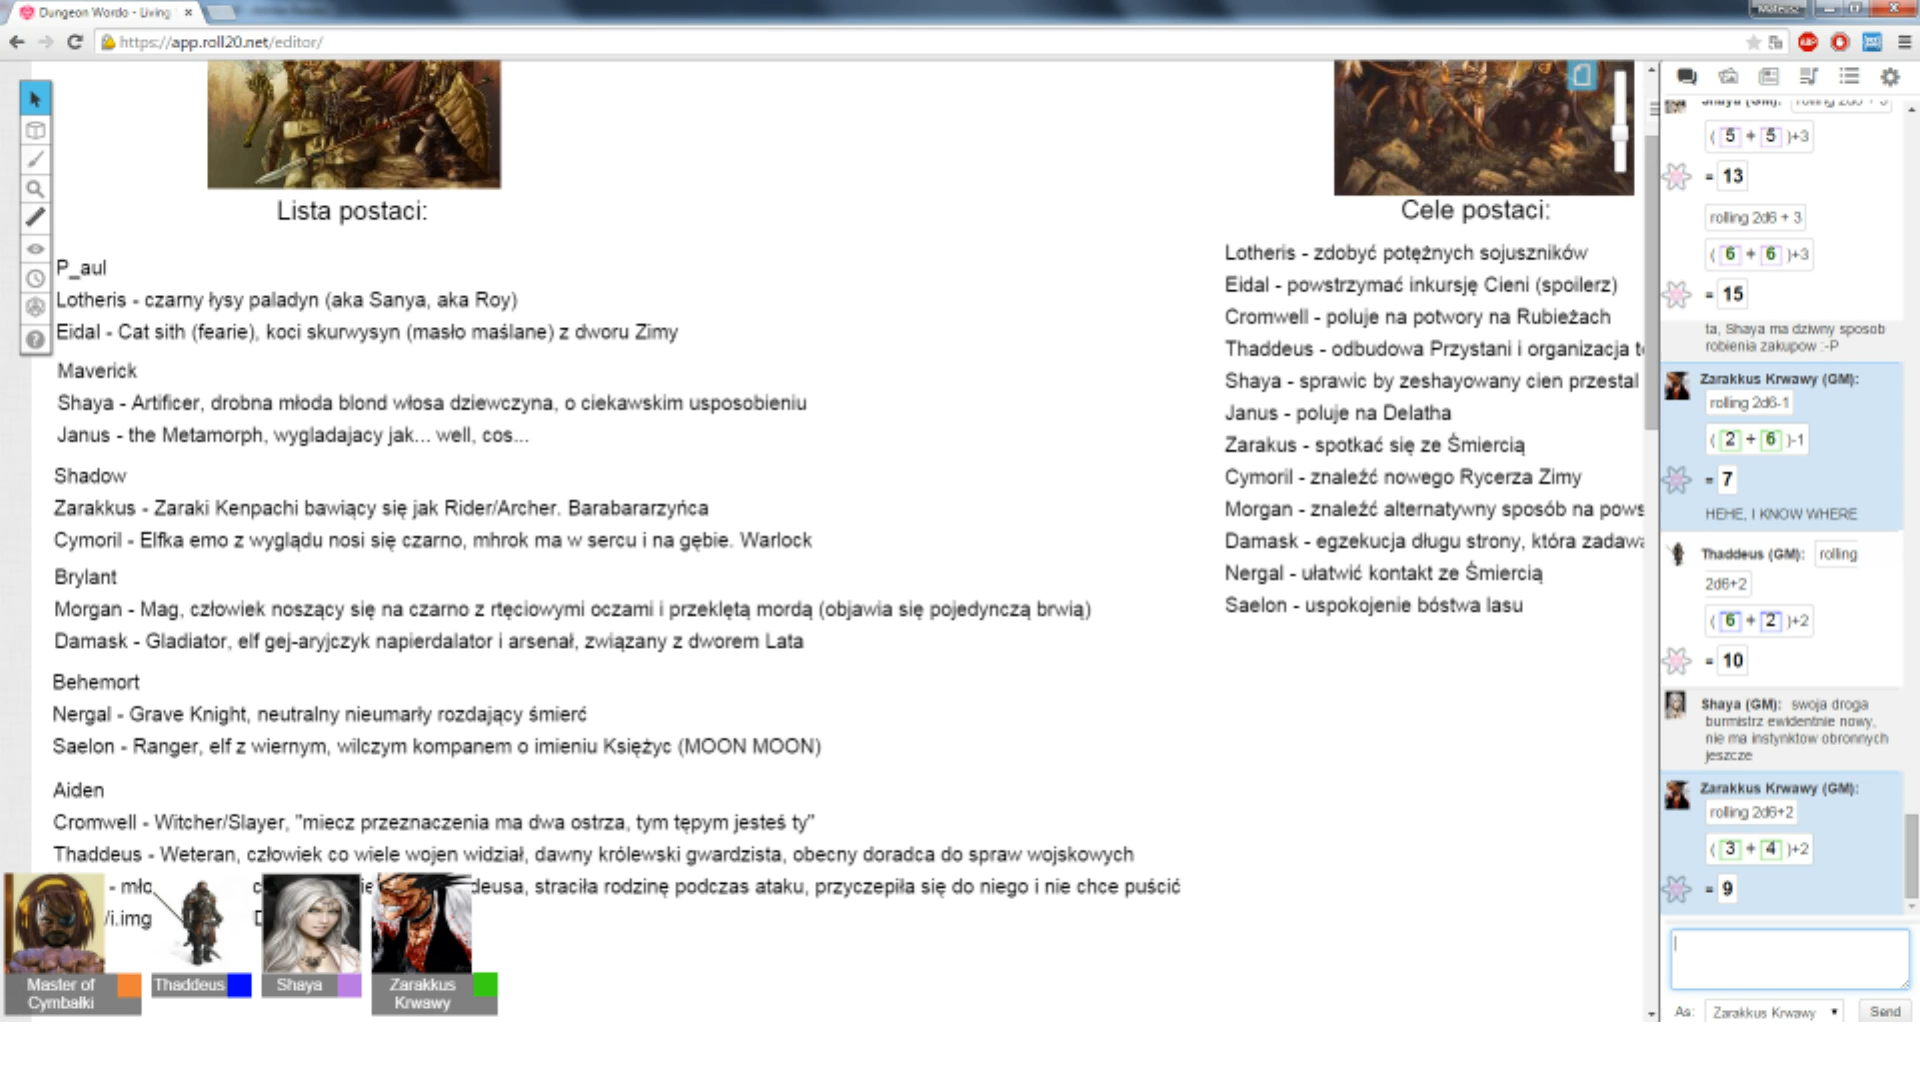 Dungeon Wordo - Living
Mateusz
https://app.roll20.net/editor/
ABP
Lista postaci:
P_aul
Lotheris - czarny łysy paladyn (aka Sanya, aka Roy)
Eidal - Cat sith (fearie), koci skurwysyn (masło maślane) z dworu Zimy
Maverick
Shaya - Artificer, drobna młoda blond włosa dziewczyna, o ciekawskim usposobieniu
Janus - the Metamorph, wygladajacy jak... well, cos...
Shadow
Zarakkus - Zaraki Kenpachi bawiący się jak Rider/Archer. Barabararzyńca
Cymoril - Elfka emo z wyglądu nosi się czarno, mhrok ma w sercu i na gębie. Warlock
Brylant
Morgan - Mag, człowiek noszący się na czarno z rtęciowymi oczami i przeklętą mordą (objawia się pojedynczą brwią)
Damask - Gladiator, elf gej-aryjczyk napierdalator i arsenał, związany z dworem Lata
Behemort
Nergal - Grave Knight, neutralny nieumarły rozdający śmierć
Saelon - Ranger, elf z wiernym, wilczym kompanem o imieniu Księżyc (MOON MOON)
Aiden
Cromwell - Witcher/Slayer, "miecz przeznaczenia ma dwa ostrza, tym tępym jesteś ty"
Thaddeus - Weteran, człowiek co wiele wojen widział, dawny królewski gwardzista, obecny doradca do spraw wojskowych
deusa, straciła rodzinę podczas ataku, przyczepiła się do niego i nie chce puścić
/i.img
Master of
Cymbałki
Thaddeus
Shaya
Zarakkus
Krwawy
Cele postaci:
Lotheris - zdobyć potężnych sojuszników
Eidal - powstrzymać inkursję Cieni (spoilerz)
Cromwell - poluje na potwory na Rubieżach
Thaddeus - odbudowa Przystani i organizacja
Shaya - sprawic by zeshayowany cien przestal
Janus - poluje na Delatha
Zarakus - spotkać się ze Śmiercią
Cymoril - znaleźć nowego Rycerza Zimy
Morgan - znaleźć alternatywny sposób na pows
Damask - egzekucja długu strony, która zadawa
Nergal - ułatwić kontakt ze Śmiercią
Saelon - uspokojenie bóstwa lasu
Shaya (GM): rolling 2d6 + 3
( 5 + 5 )+3
= 13
rolling 2d6 + 3
( 6 + 6 )+3
= 15
ta, Shaya ma dziwny sposob
robienia zakupow :-P
Zarakkus Krwawy (GM):
rolling 2d6-1
( 2 + 6 )-1
= 7
HEHE, I KNOW WHERE
Thaddeus (GM): rolling
2d6+2
( 6 + 2 )+2
= 10
Shaya (GM): swoja droga
burmistrz ewidentnie nowy,
nie ma instynktow obronnych
jeszcze
Zarakkus Krwawy (GM):
rolling 2d6+2
( 3 + 4 )+2
= 9
As: Zarakkus Krwawy Send